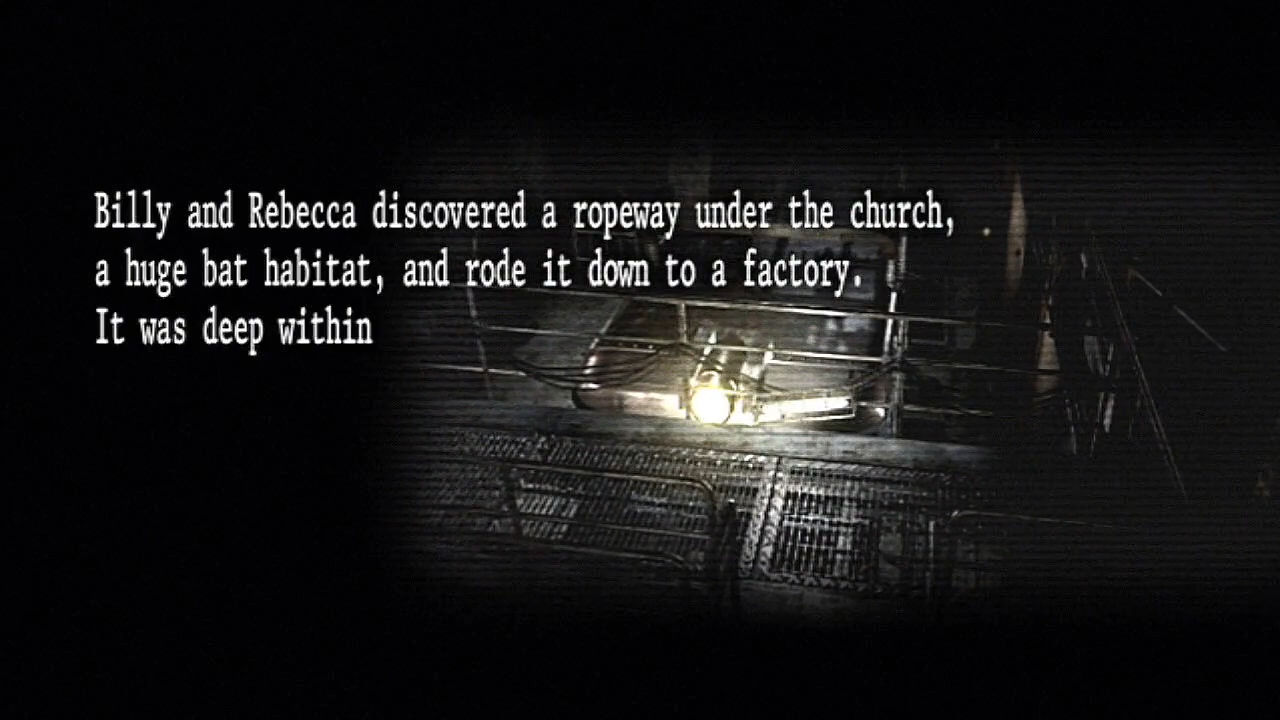 Billy and Rebecca discovered a ropeway under the church,
a huge bat habitat, and rode it down to a factory.
It was deep within